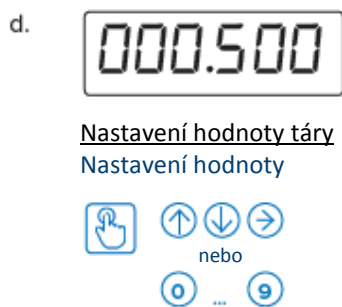 d.
000.500
Nastavení hodnoty táry
Nastavení hodnoty
nebo
0 ... 9